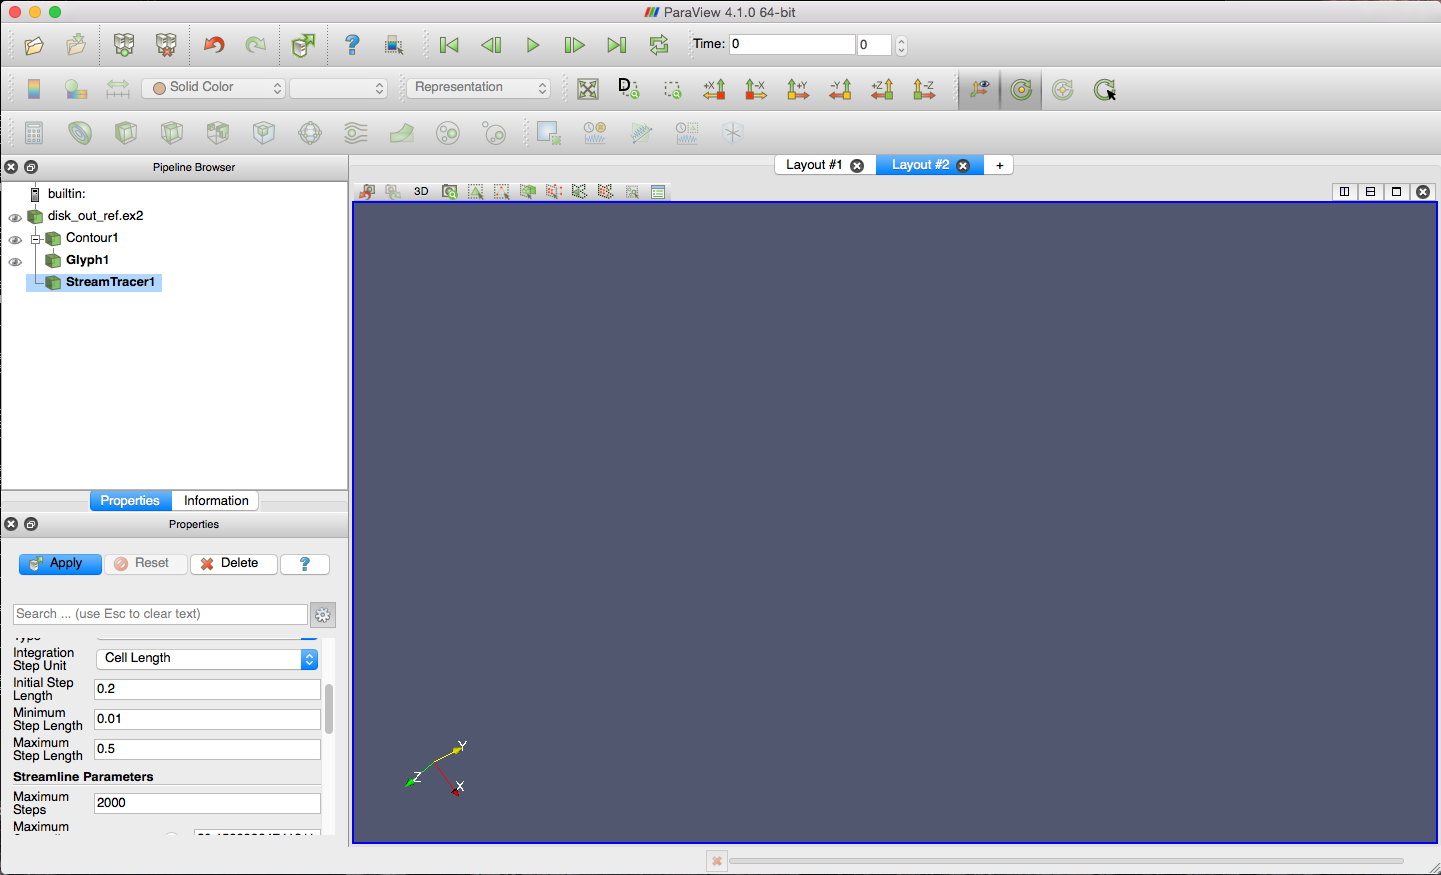 ParaView 4.1.0 64-bit
Time: 0 0
Solid Color Representation D +X -X +Y -Y +Z -Z
Pipeline Browser
Layout #1 Layout #2 +
3D
builtin:
disk_out_ref.ex2
Contour1
Glyph1
StreamTracer1
Properties Information
Properties
Apply Reset Delete ?
Search ... (use Esc to clear text)
Integration
Step Unit
Cell Length
Initial Step
Length
0.2
Minimum
Step Length
0.01
Maximum
Step Length
0.5
Streamline Parameters
Maximum
Steps
2000
Maximum
Y
Z
X